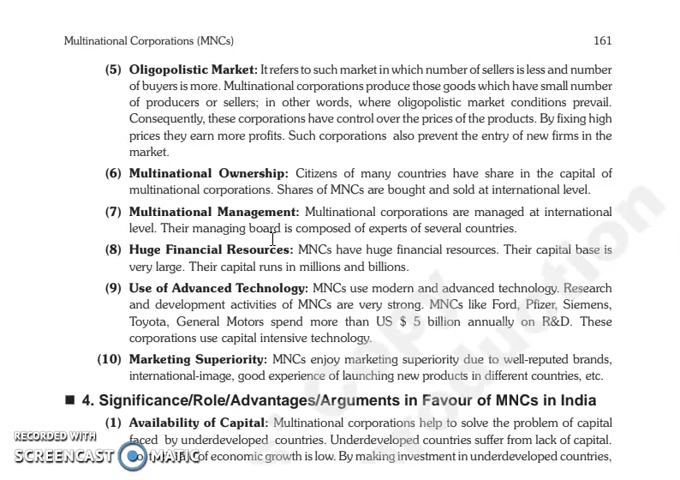 Multinational Corporations (MNCs) 161
(5) Oligopolistic Market: It refers to such market in which number of sellers is less and number
of buyers is more. Multinational corporations produce those goods which have small number
of producers or sellers; in other words, where oligopolistic market conditions prevail.
Consequently, these corporations have control over the prices of the products. By fixing high
prices they earn more profits. Such corporations also prevent the entry of new firms in the
market.
(6) Multinational Ownership: Citizens of many countries have share in the capital of
multinational corporations. Shares of MNCs are bought and sold at international level.
(7) Multinational Management: Multinational corporations are managed at international
level. Their managing board is composed of experts of several countries.
(8) Huge Financial Resources: MNCs have huge financial resources. Their capital base is
very large. Their capital runs in millions and billions.
(9) Use of Advanced Technology: MNCs use modern and advanced technology. Research
and development activities of MNCs are very strong. MNCs like Ford, Pfizer, Siemens,
Toyota, General Motors spend more than US $ 5 billion annually on R&D. These
corporations use capital intensive technology.
(10) Marketing Superiority: MNCs enjoy marketing superiority due to well-reputed brands,
international-image, good experience of launching new products in different countries, etc.
■ 4. Significance/Role/Advantages/Arguments in Favour of MNCs in India
(1) Availability of Capital: Multinational corporations help to solve the problem of capital
faced by underdeveloped countries. Underdeveloped countries suffer from lack of capital.
of economic growth is low. By making investment in underdeveloped countries,
RECORDED WITH
SCREENCAST MATIC